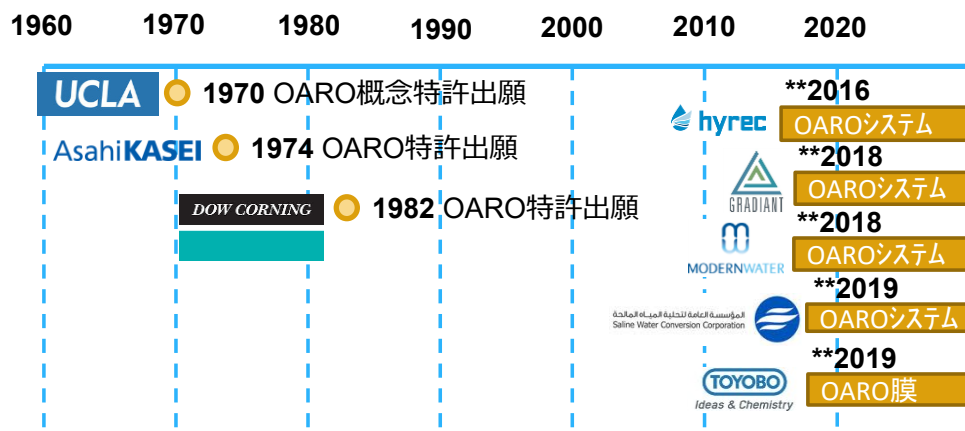 1960 1970 1980 1990 2000 2010 2020
UCLA 1970 OARO概念特許出願
AsahiKASEI 1974 OARO特許出願
DOW CORNING 1982 OARO特許出願
**2016
hyrec OAROシステム
**2018
GRADIANT OAROシステム
**2018
MODERNWATER OAROシステム
**2019
المؤسسة العامة لتحلية المياه المالحة
Saline Water Conversion Corporation OAROシステム
**2019
TOYOBO OARO膜
Ideas & Chemistry